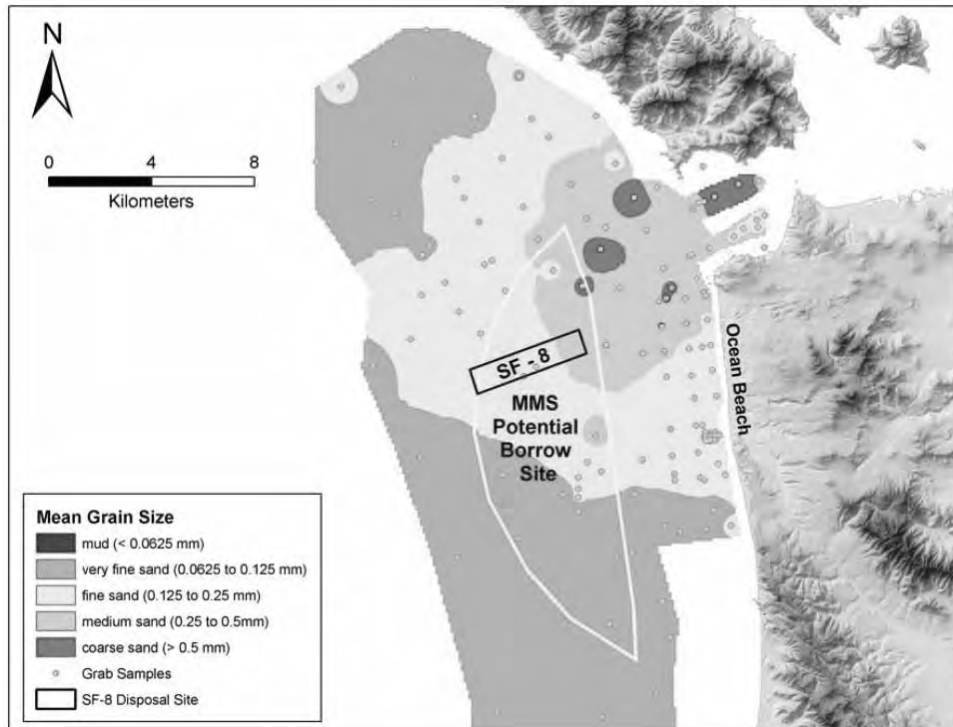 N
0 4 8
Kilometers
SF - 8
MMS
Potential
Borrow
Site
Ocean Beach
Mean Grain Size
mud (< 0.0625 mm)
very fine sand (0.0625 to 0.125 mm)
fine sand (0.125 to 0.25 mm)
medium sand (0.25 to 0.5mm)
coarse sand (> 0.5 mm)
Grab Samples
SF-8 Disposal Site